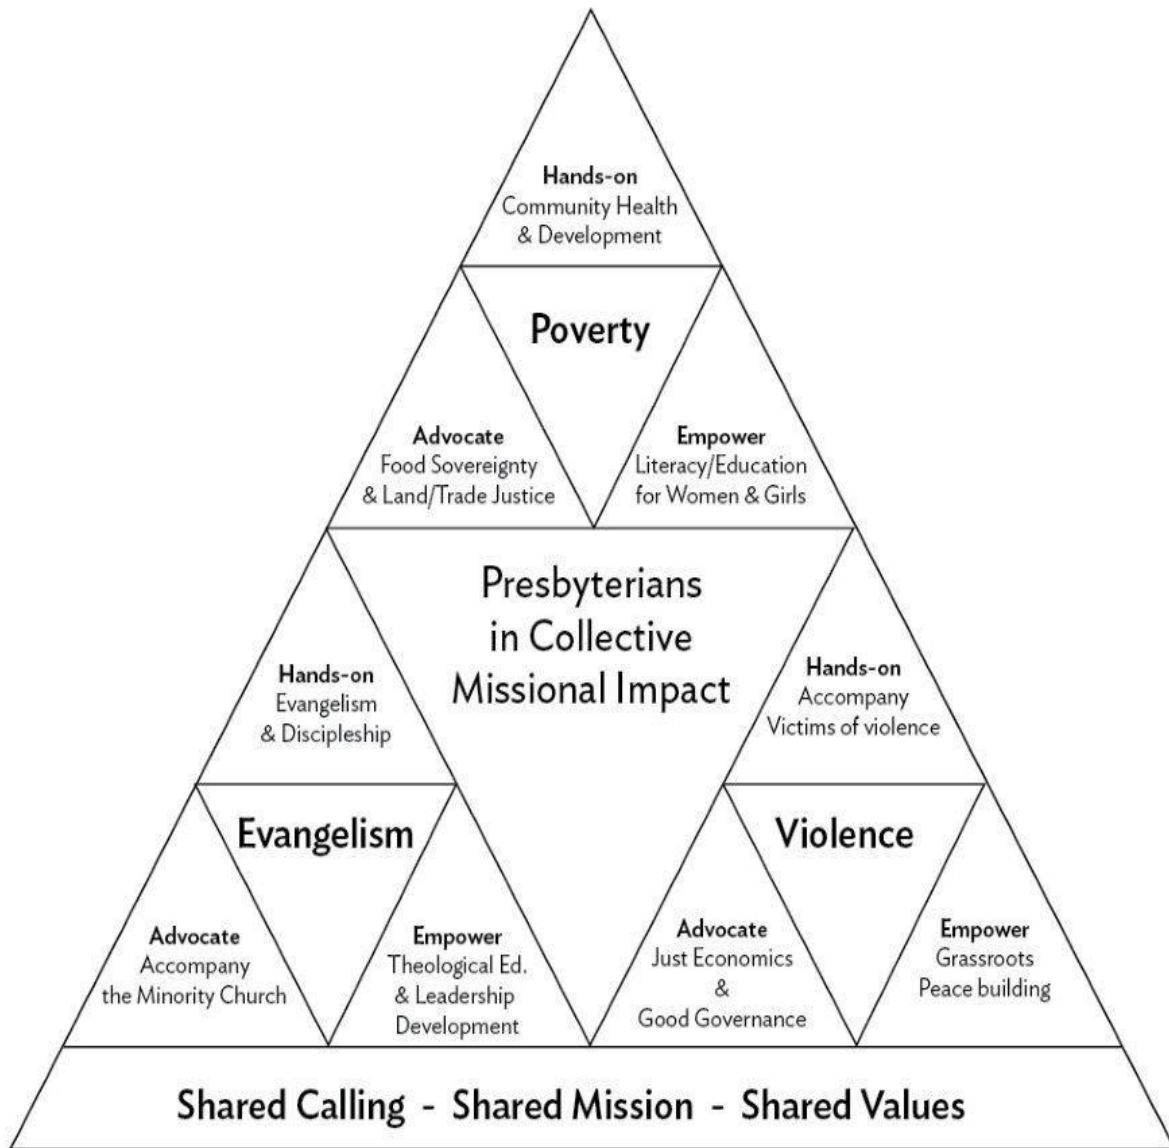 Hands-on
Community Health
& Development
Poverty
Advocate
Food Sovereignty
& Land/Trade Justice
Empower
Literacy/Education
for Women & Girls
Presbyterians
in Collective
Missional Impact
Hands-on
Evangelism
& Discipleship
Hands-on
Accompany
Victims of violence
Evangelism
Violence
Advocate
Accompany
the Minority Church
Empower
Theological Ed.
& Leadership
Development
Advocate
Just Economics
&
Good Governance
Empower
Grassroots
Peace building
Shared Calling - Shared Mission - Shared Values